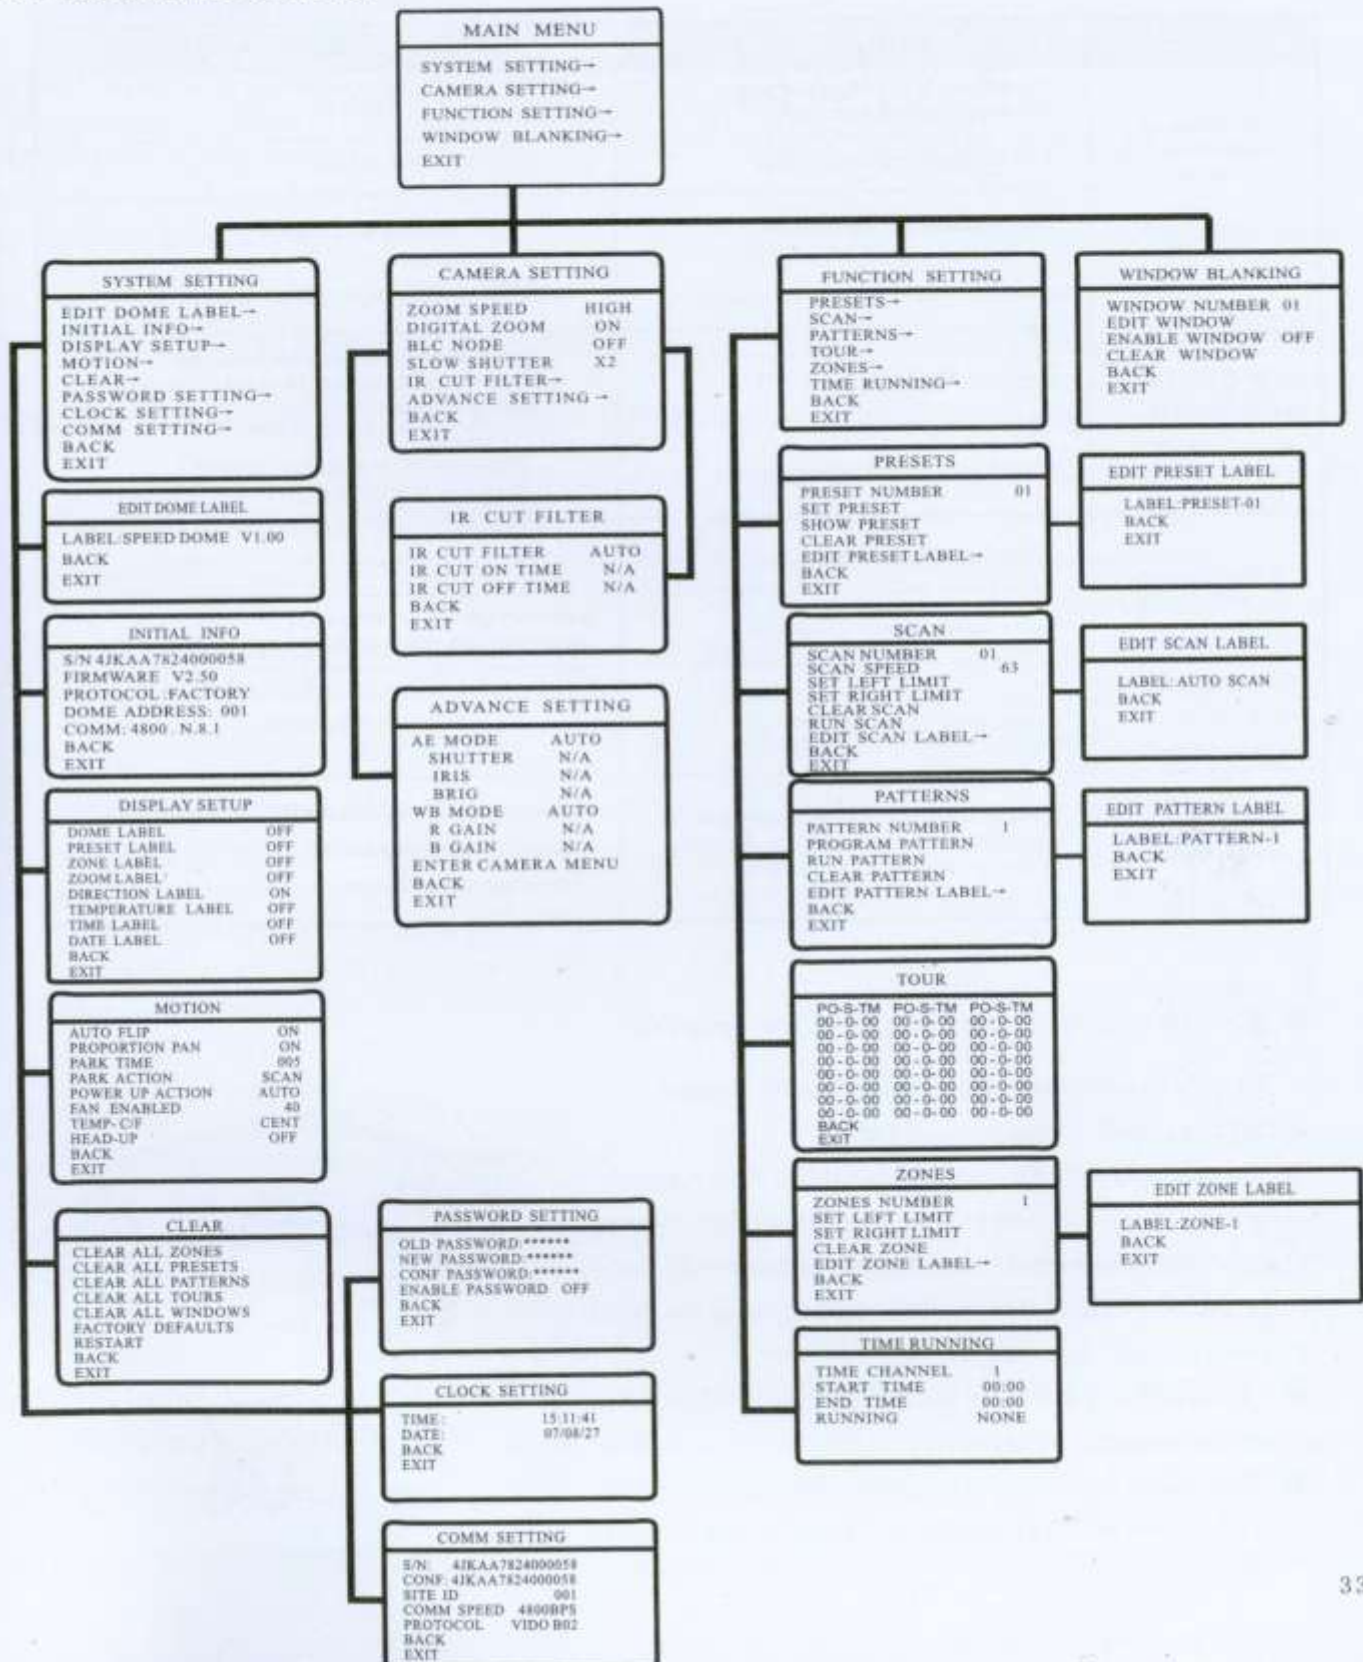 MAIN MENU
SYSTEM SETTING→
CAMERA SETTING→
FUNCTION SETTING→
WINDOW BLANKING→
EXIT
SYSTEM SETTING
EDIT DOME LABEL→
INITIAL INFO→
DISPLAY SETUP→
MOTION→
CLEAR→
PASSWORD SETTING→
CLOCK SETTING→
COMM SETTING→
BACK
EXIT
CAMERA SETTING
ZOOM SPEED HIGH
DIGITAL ZOOM ON
BLC NODE OFF
SLOW SHUTTER X2
IR CUT FILTER→
ADVANCE SETTING→
BACK
EXIT
FUNCTION SETTING
PRESETS→
SCAN→
PATTERNS→
TOUR→
ZONES→
TIME RUNNING→
BACK
EXIT
WINDOW BLANKING
WINDOW NUMBER 01
EDIT WINDOW
ENABLE WINDOW OFF
CLEAR WINDOW
BACK
EXIT
EDIT DOME LABEL
LABEL:SPEED DOME V1.00
BACK
EXIT
INITIAL INFO
S/N 4JKAA7824000058
FIRMWARE V2.50
PROTOCOL :FACTORY
DOME ADDRESS: 001
COMM: 4800 . N.8.1
BACK
EXIT
DISPLAY SETUP
DOME LABEL OFF
PRESET LABEL OFF
ZONE LABEL OFF
ZOOM LABEL OFF
DIRECTION LABEL ON
TEMPERATURE LABEL OFF
TIME LABEL OFF
DATE LABEL OFF
BACK
EXIT
MOTION
AUTO FLIP ON
PROPORTION PAN ON
PARK TIME 005
PARK ACTION SCAN
POWER UP ACTION AUTO
FAN ENABLED 40
TEMP- C/F CENT
HEAD-UP OFF
BACK
EXIT
CLEAR
CLEAR ALL ZONES
CLEAR ALL PRESETS
CLEAR ALL PATTERNS
CLEAR ALL TOURS
CLEAR ALL WINDOWS
FACTORY DEFAULTS
RESTART
BACK
EXIT
IR CUT FILTER
IR CUT FILTER AUTO
IR CUT ON TIME N/A
IR CUT OFF TIME N/A
BACK
EXIT
ADVANCE SETTING
AE MODE AUTO
SHUTTER N/A
IRIS N/A
BRIG N/A
WB MODE AUTO
R GAIN N/A
B GAIN N/A
ENTER CAMERA MENU
BACK
EXIT
PASSWORD SETTING
OLD PASSWORD:******
NEW PASSWORD:******
CONF PASSWORD:******
ENABLE PASSWORD OFF
BACK
EXIT
CLOCK SETTING
TIME: 15:11:41
DATE: 07/08/27
BACK
EXIT
COMM SETTING
S/N: 4JKAA7824000058
CONF: 4JKAA7824000058
SITE ID 001
COMM SPEED 4800BPS
PROTOCOL VIDO B02
BACK
EXIT
PRESETS
PRESET NUMBER 01
SET PRESET
SHOW PRESET
CLEAR PRESET
EDIT PRESET LABEL→
BACK
EXIT
EDIT PRESET LABEL
LABEL:PRESET-01
BACK
EXIT
SCAN
SCAN NUMBER 01
SCAN SPEED 63
SET LEFT LIMIT
SET RIGHT LIMIT
CLEAR SCAN
RUN SCAN
EDIT SCAN LABEL→
BACK
EXIT
EDIT SCAN LABEL
LABEL: AUTO SCAN
BACK
EXIT
PATTERNS
PATTERN NUMBER 1
PROGRAM PATTERN
RUN PATTERN
CLEAR PATTERN
EDIT PATTERN LABEL→
BACK
EXIT
EDIT PATTERN LABEL
LABEL:PATTERN-1
BACK
EXIT
TOUR
PO-S-TM PO-S-TM PO-S-TM
00-0-00 00-0-00 00-0-00
00-0-00 00-0-00 00-0-00
00-0-00 00-0-00 00-0-00
00-0-00 00-0-00 00-0-00
00-0-00 00-0-00 00-0-00
00-0-00 00-0-00 00-0-00
00-0-00 00-0-00 00-0-00
00-0-00 00-0-00 00-0-00
BACK
EXIT
ZONES
ZONES NUMBER 1
SET LEFT LIMIT
SET RIGHT LIMIT
CLEAR ZONE
EDIT ZONE LABEL→
BACK
EXIT
EDIT ZONE LABEL
LABEL:ZONE-1
BACK
EXIT
TIME RUNNING
TIME CHANNEL 1
START TIME 00:00
END TIME 00:00
RUNNING NONE
33